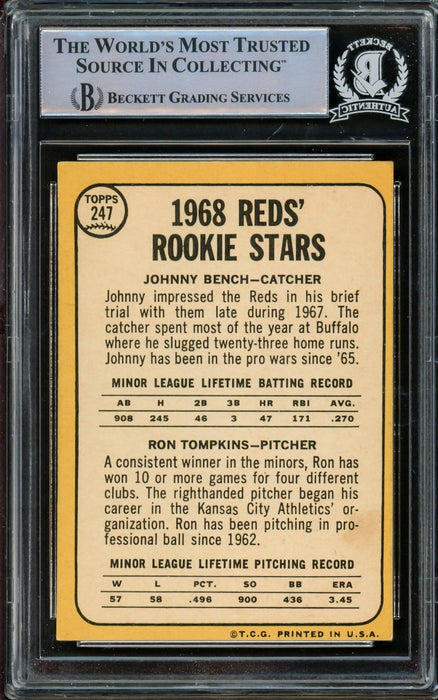 THE WORLD'S MOST TRUSTED
SOURCE IN COLLECTING™
B BECKETT GRADING SERVICES
BECKETT
B
AUTHENTIC
TOPPS
247
1968 REDS'
ROOKIE STARS
JOHNNY BENCH—CATCHER
Johnny impressed the Reds in his brief
trial with them late during 1967. The
catcher spent most of the year at Buffalo
where he slugged twenty-three home runs.
Johnny has been in the pro wars since '65.
MINOR LEAGUE LIFETIME BATTING RECORD
AB H 2B 3B HR RBI AVG.
908 245 46 3 47 171 .270
RON TOMPKINS—PITCHER
A consistent winner in the minors, Ron has
won 10 or more games for four different
clubs. The righthanded pitcher began his
career in the Kansas City Athletics' or-
ganization. Ron has been pitching in pro-
fessional ball since 1962.
MINOR LEAGUE LIFETIME PITCHING RECORD
W L PCT. SO BB ERA
57 58 .496 900 436 3.45
©T.C.G. PRINTED IN U.S.A.